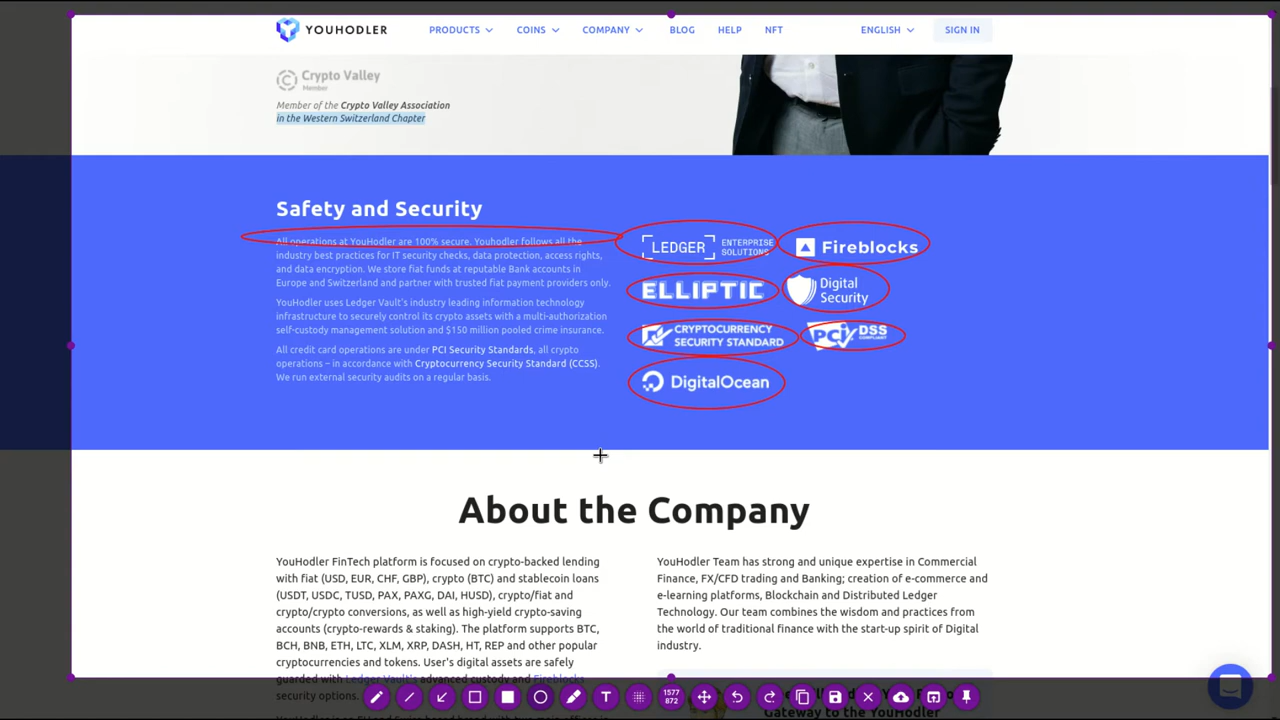 YOUHODLER
PRODUCTS COINS COMPANY BLOG HELP NFT ENGLISH SIGN IN
Crypto Valley
Member
Member of the Crypto Valley Association
in the Western Switzerland Chapter
Safety and Security
All operations at YouHodler are 100% secure. Youhodler follows all the
industry best practices for IT security checks, data protection, access rights,
and data encryption. We store fiat funds at reputable Bank accounts in
Europe and Switzerland and partner with trusted fiat payment providers only.
YouHodler uses Ledger Vault's industry leading information technology
infrastructure to securely control its crypto assets with a multi-authorization
self-custody management solution and $150 million pooled crime insurance.
All credit card operations are under PCI Security Standards, all crypto
operations – in accordance with Cryptocurrency Security Standard (CCSS).
We run external security audits on a regular basis.
LEDGER ENTERPRISE
SOLUTIONS
Fireblocks
ELLIPTIC
Digital
Security
CRYPTOCURRENCY
SECURITY STANDARD
PCI DSS
COMPLIANT
DigitalOcean
About the Company
YouHodler FinTech platform is focused on crypto-backed lending
with fiat (USD, EUR, CHF, GBP), crypto (BTC) and stablecoin loans
(USDT, USDC, TUSD, PAX, PAXG, DAI, HUSD), crypto/fiat and
crypto/crypto conversions, as well as high-yield crypto-saving
accounts (crypto-rewards & staking). The platform supports BTC,
BCH, BNB, ETH, LTC, XLM, XRP, DASH, HT, REP and other popular
cryptocurrencies and tokens. User's digital assets are safely
guarded with Ledger Vault's advanced custody and Fireblocks
security options.
YouHodler Team has strong and unique expertise in Commercial
Finance, FX/CFD trading and Banking; creation of e-commerce and
e-learning platforms, Blockchain and Distributed Ledger
Technology. Our team combines the wisdom and practices from
the world of traditional finance with the start-up spirit of Digital
industry.
Gateway to the YouHodler
T
1577
872